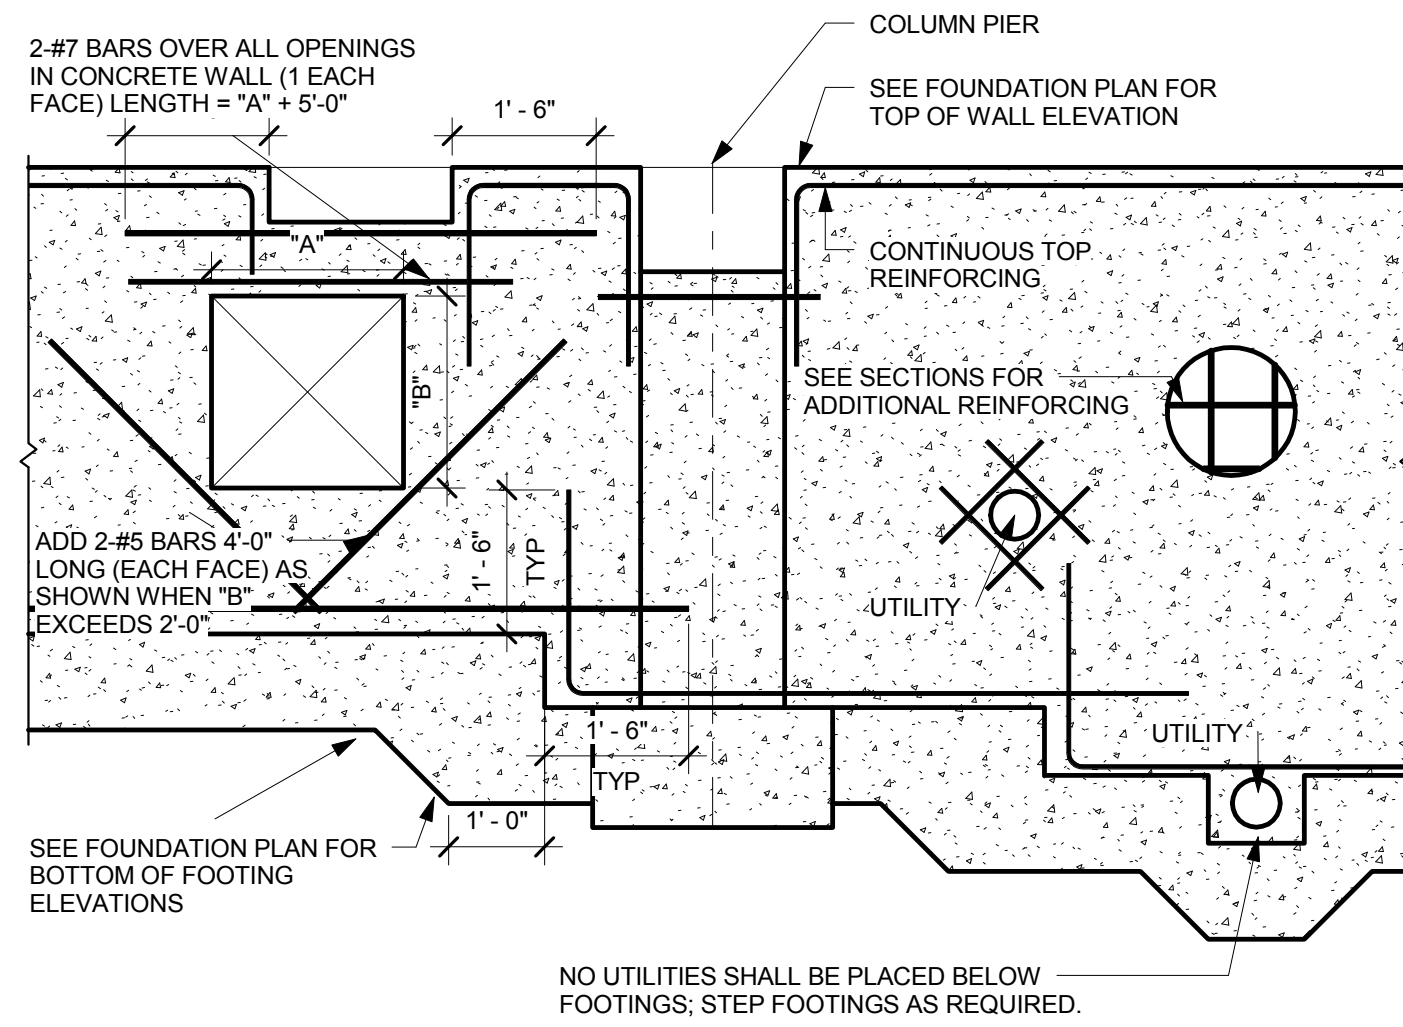 COLUMN PIER
2-#7 BARS OVER ALL OPENINGS
IN CONCRETE WALL (1 EACH
FACE) LENGTH = "A" + 5'-0"
1' - 6"
SEE FOUNDATION PLAN FOR
TOP OF WALL ELEVATION
"A"
CONTINUOUS TOP
REINFORCING
"B"
SEE SECTIONS FOR
ADDITIONAL REINFORCING
ADD 2-#5 BARS 4'-0"
LONG (EACH FACE) AS
SHOWN WHEN "B"
EXCEEDS 2'-0"
1' - 6"
TYP
UTILITY
1' - 6"
TYP
UTILITY
1' - 0"
SEE FOUNDATION PLAN FOR
BOTTOM OF FOOTING
ELEVATIONS
NO UTILITIES SHALL BE PLACED BELOW
FOOTINGS; STEP FOOTINGS AS REQUIRED.